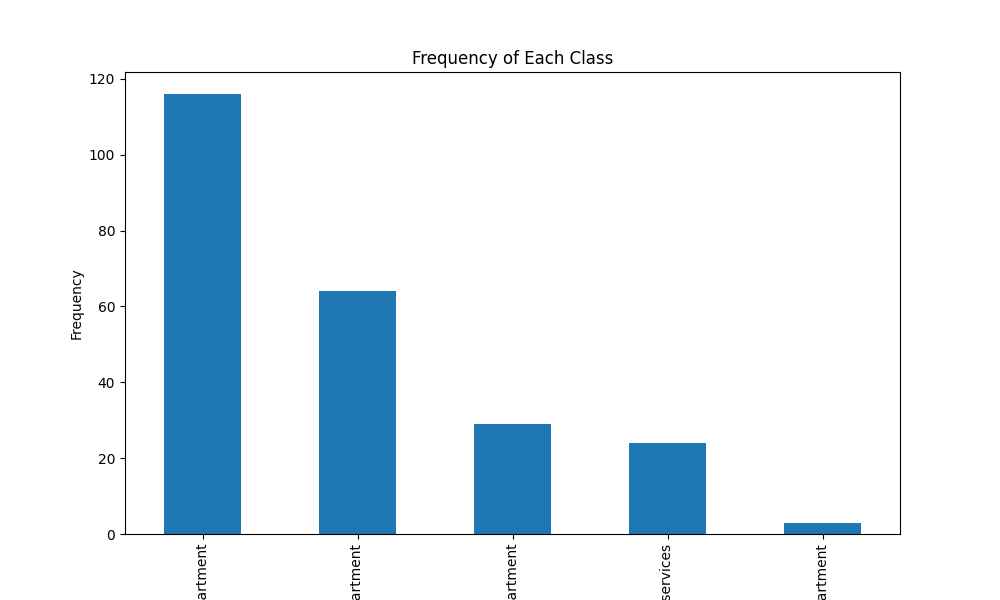 Frequency of Each Class
120
100
80
60
40
20
0
Frequency
artment
artment
artment
services
artment